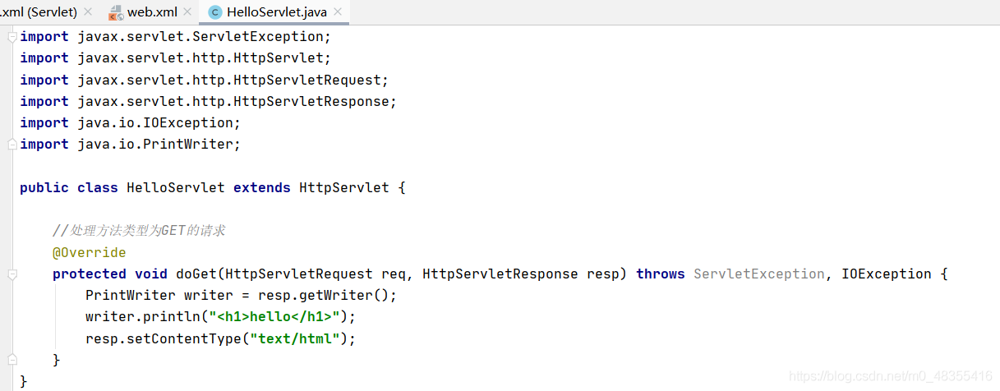 .xml (Servlet) web.xml HelloServlet.java
import javax.servlet.ServletException;
import javax.servlet.http.HttpServlet;
import javax.servlet.http.HttpServletRequest;
import javax.servlet.http.HttpServletResponse;
import java.io.IOException;
import java.io.PrintWriter;
public class HelloServlet extends HttpServlet {
//处理方法类型为GET的请求
@Override
protected void doGet(HttpServletRequest req, HttpServletResponse resp) throws ServletException, IOException {
PrintWriter writer = resp.getWriter();
writer.println("<h1>hello</h1>");
resp.setContentType("text/html");
}
}
https://blog.csdn.net/m0_48355416